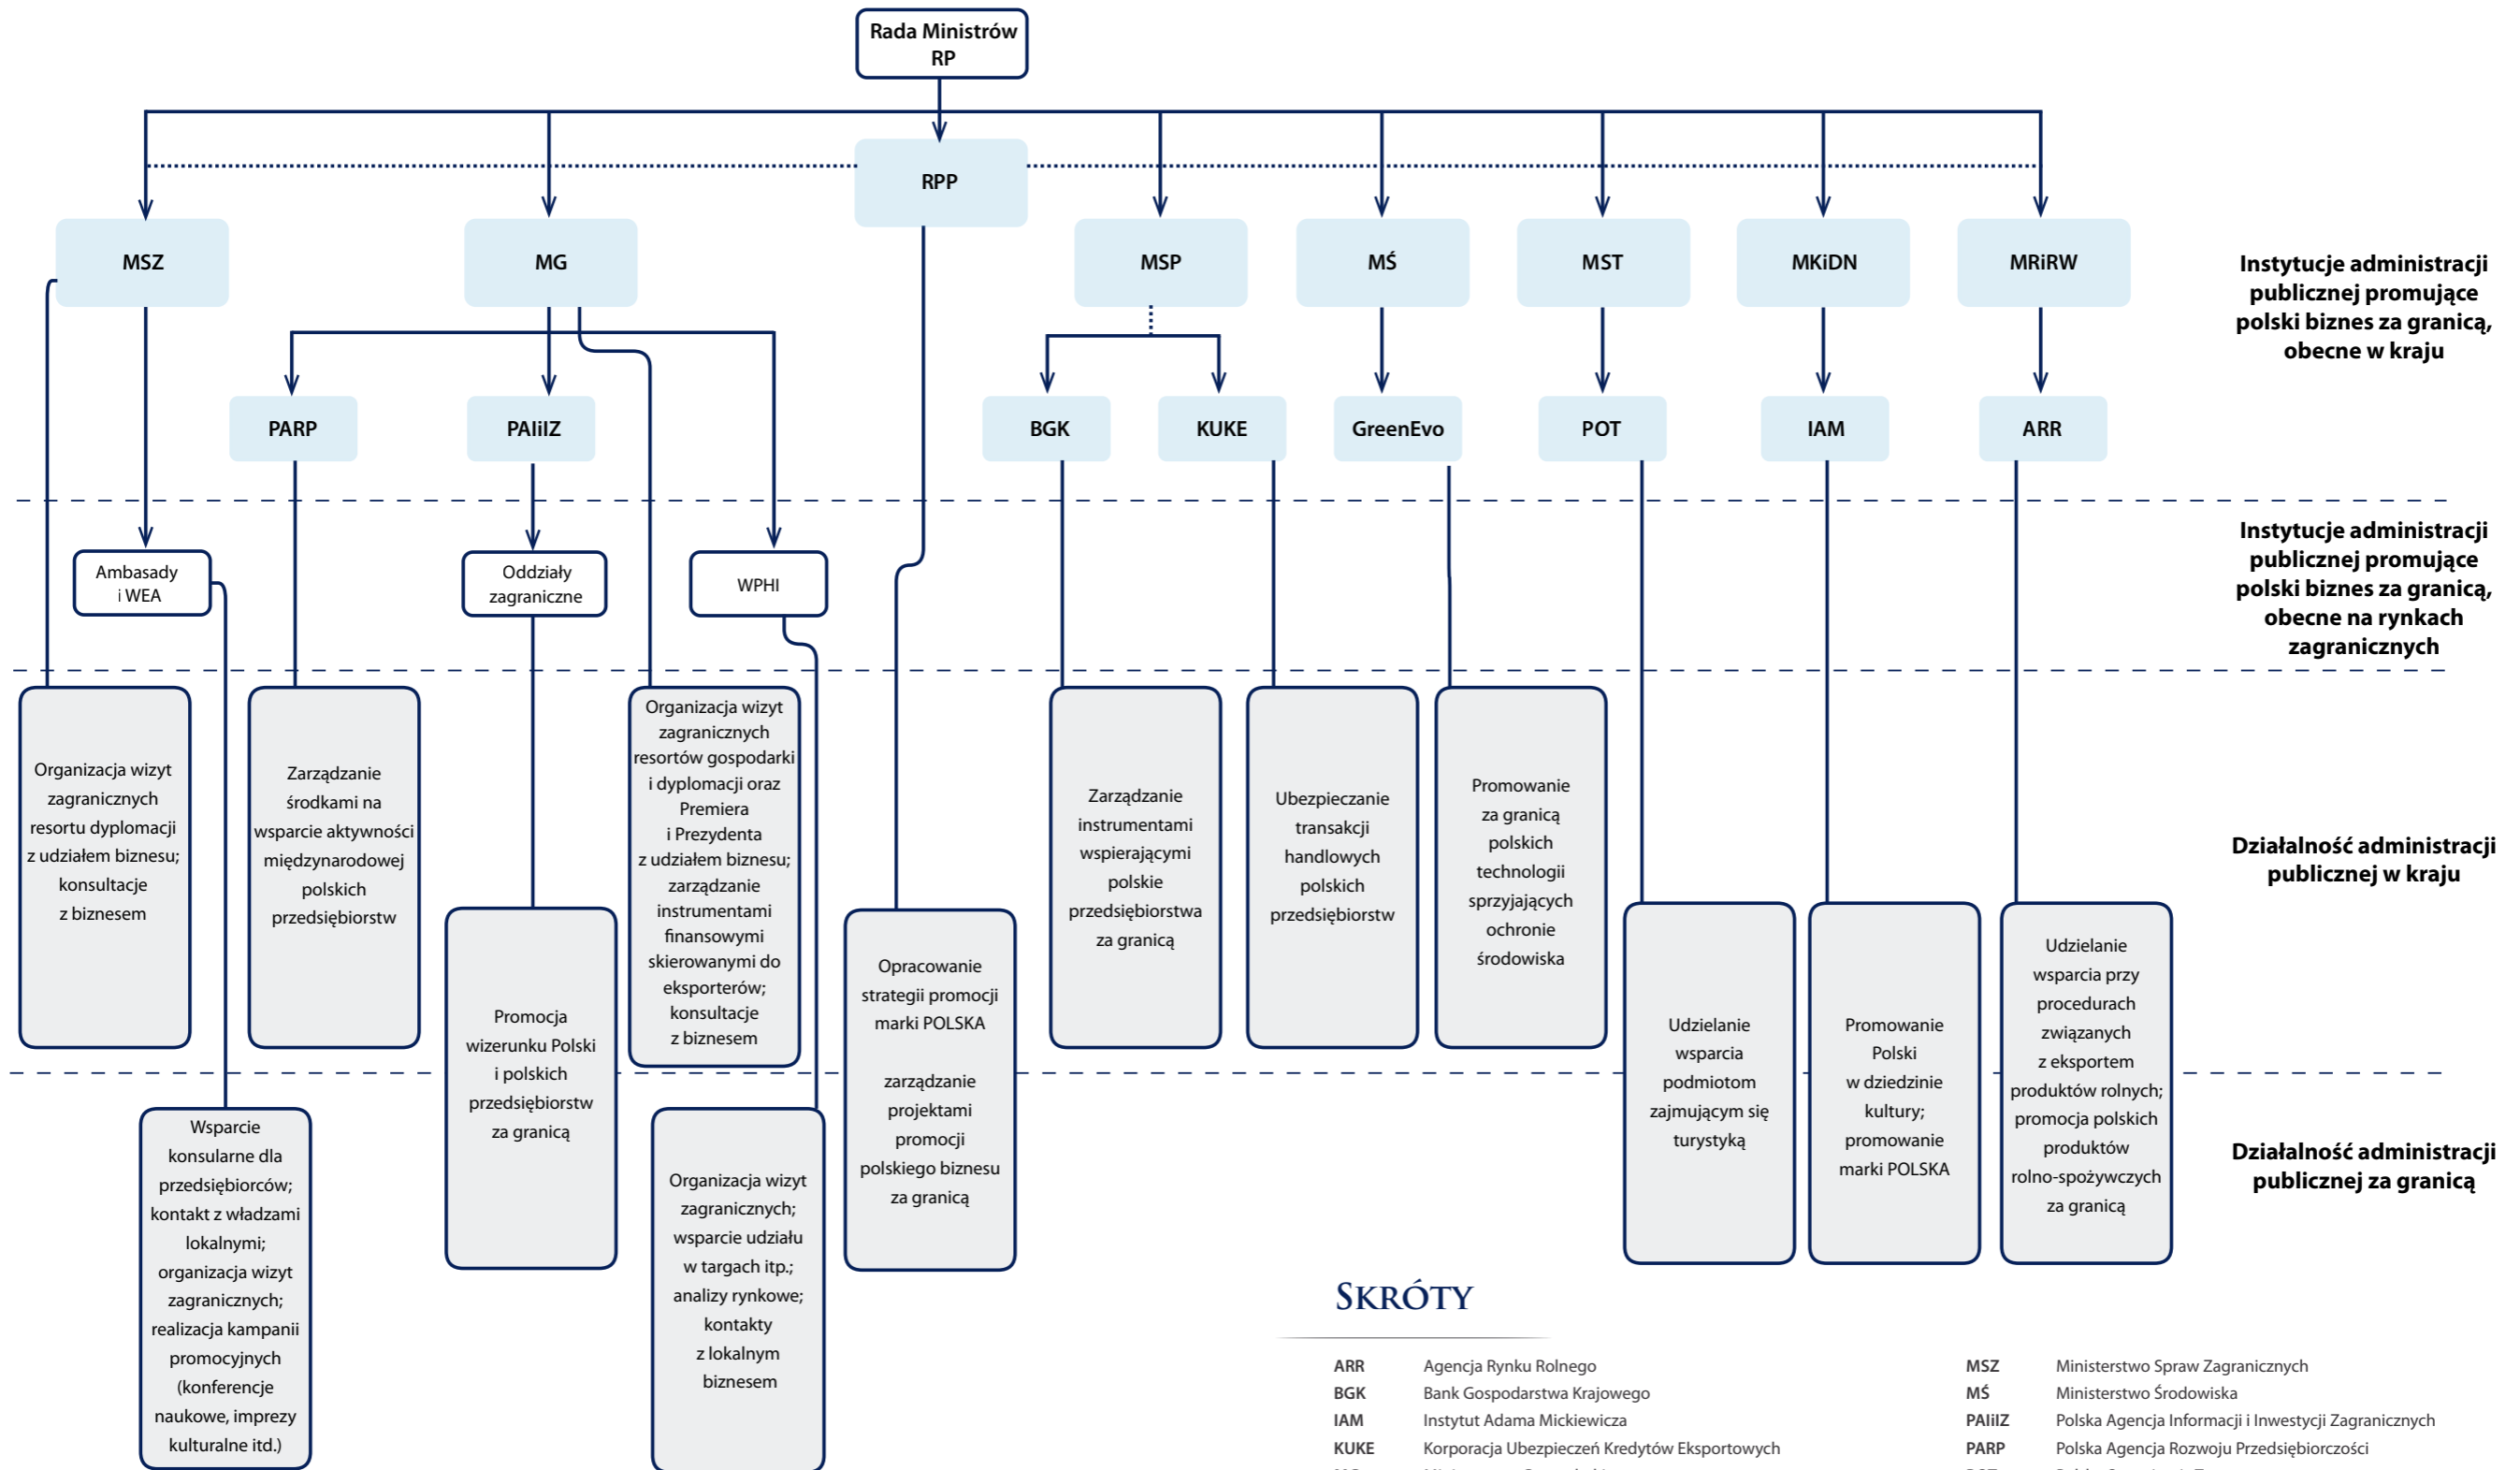 Rada Ministrów
RP
RPP
MSZ
MG
MSP
MŚ
MST
MKiDN
MRiRW
Instytucje administracji
publicznej promujące
polski biznes za granicą,
obecne w kraju
PARP
PAIiIZ
BGK
KUKE
GreenEvo
POT
IAM
ARR
Ambasady
i WEA
Oddziały
zagraniczne
WPHI
Instytucje administracji
publicznej promujące
polski biznes za granicą,
obecne na rynkach
zagranicznych
Organizacja wizyt
zagranicznych
resortu dyplomacji
z udziałem biznesu;
konsultacje
z biznesem
Zarządzanie
środkami na
wsparcie aktywności
międzynarodowej
polskich
przedsiębiorstw
Promocja
wizerunku Polski
i polskich
przedsiębiorstw
za granicą
Organizacja wizyt
zagranicznych
resortów gospodarki
i dyplomacji oraz
Premiera
i Prezydenta
z udziałem biznesu;
zarządzanie
instrumentami
finansowymi
skierowanymi do
eksporterów;
konsultacje
z biznesem
Opracowanie
strategii promocji
marki POLSKA
zarządzanie
projektami
promocji
polskiego biznesu
za granicą
Zarządzanie
instrumentami
wspierającymi
polskie
przedsiębiorstwa
za granicą
Ubezpieczanie
transakcji
handlowych
polskich
przedsiębiorstw
Promowanie
za granicą
polskich
technologii
sprzyjających
ochronie
środowiska
Udzielanie
wsparcia
podmiotom
zajmującym się
turystyką
Promowanie
Polski
w dziedzinie
kultury;
promowanie
marki POLSKA
Udzielanie
wsparcia przy
procedurach
związanych
z eksportem
produktów rolnych;
promocja polskich
produktów
rolno-spożywczych
za granicą
Działalność administracji
publicznej w kraju
Wsparcie
konsularne dla
przedsiębiorców;
kontakt z władzami
lokalnymi;
organizacja wizyt
zagranicznych;
realizacja kampanii
promocyjnych
(konferencje
naukowe, imprezy
kulturalne itd.)
Organizacja wizyt
zagranicznych;
wsparcie udziału
w targach itp.;
analizy rynkowe;
kontakty
z lokalnym
biznesem
Działalność administracji
publicznej za granicą
SKRÓTY
ARR Agencja Rynku Rolnego
BGK Bank Gospodarstwa Krajowego
IAM Instytut Adama Mickiewicza
KUKE Korporacja Ubezpieczeń Kredytów Eksportowych
MSZ Ministerstwo Spraw Zagranicznych
MŚ Ministerstwo Środowiska
PAIiIZ Polska Agencja Informacji i Inwestycji Zagranicznych
PARP Polska Agencja Rozwoju Przedsiębiorczości